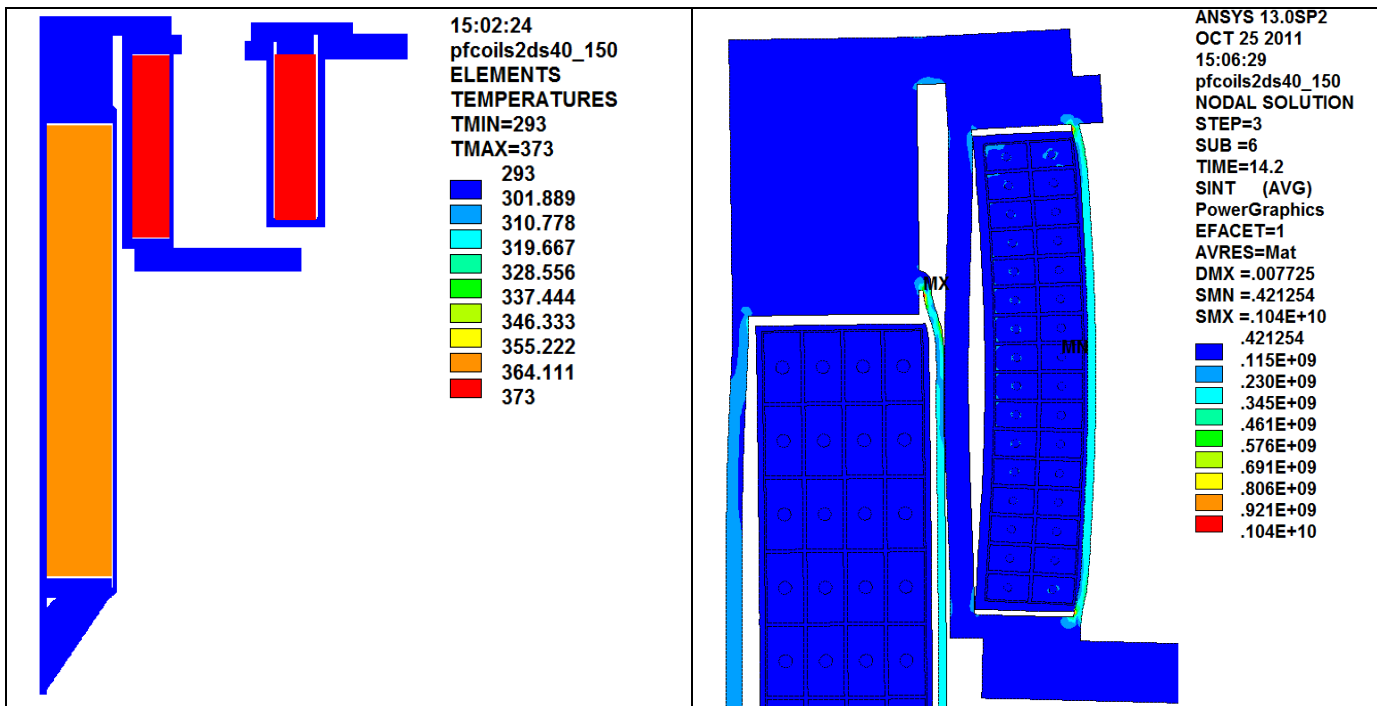 15:02:24
pfcoils2ds40_150
ELEMENTS
TEMPERATURES
TMIN=293
TMAX=373
293
301.889
310.778
319.667
328.556
337.444
346.333
355.222
364.111
373
ANSYS 13.0SP2
OCT 25 2011
15:06:29
pfcoils2ds40_150
NODAL SOLUTION
STEP=3
SUB =6
TIME=14.2
SINT (AVG)
PowerGraphics
EFACET=1
AVRES=Mat
DMX =.007725
SMN =.421254
SMX =.104E+10
.421254
.115E+09
.230E+09
.345E+09
.461E+09
.576E+09
.691E+09
.806E+09
.921E+09
.104E+10
MX
MN